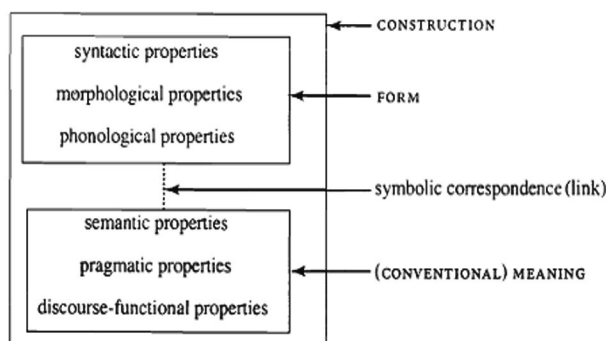 CONSTRUCTION
syntactic properties
morphological properties
FORM
phonological properties
symbolic correspondence (link)
semantic properties
pragmatic properties
(CONVENTIONAL) MEANING
discourse-functional properties